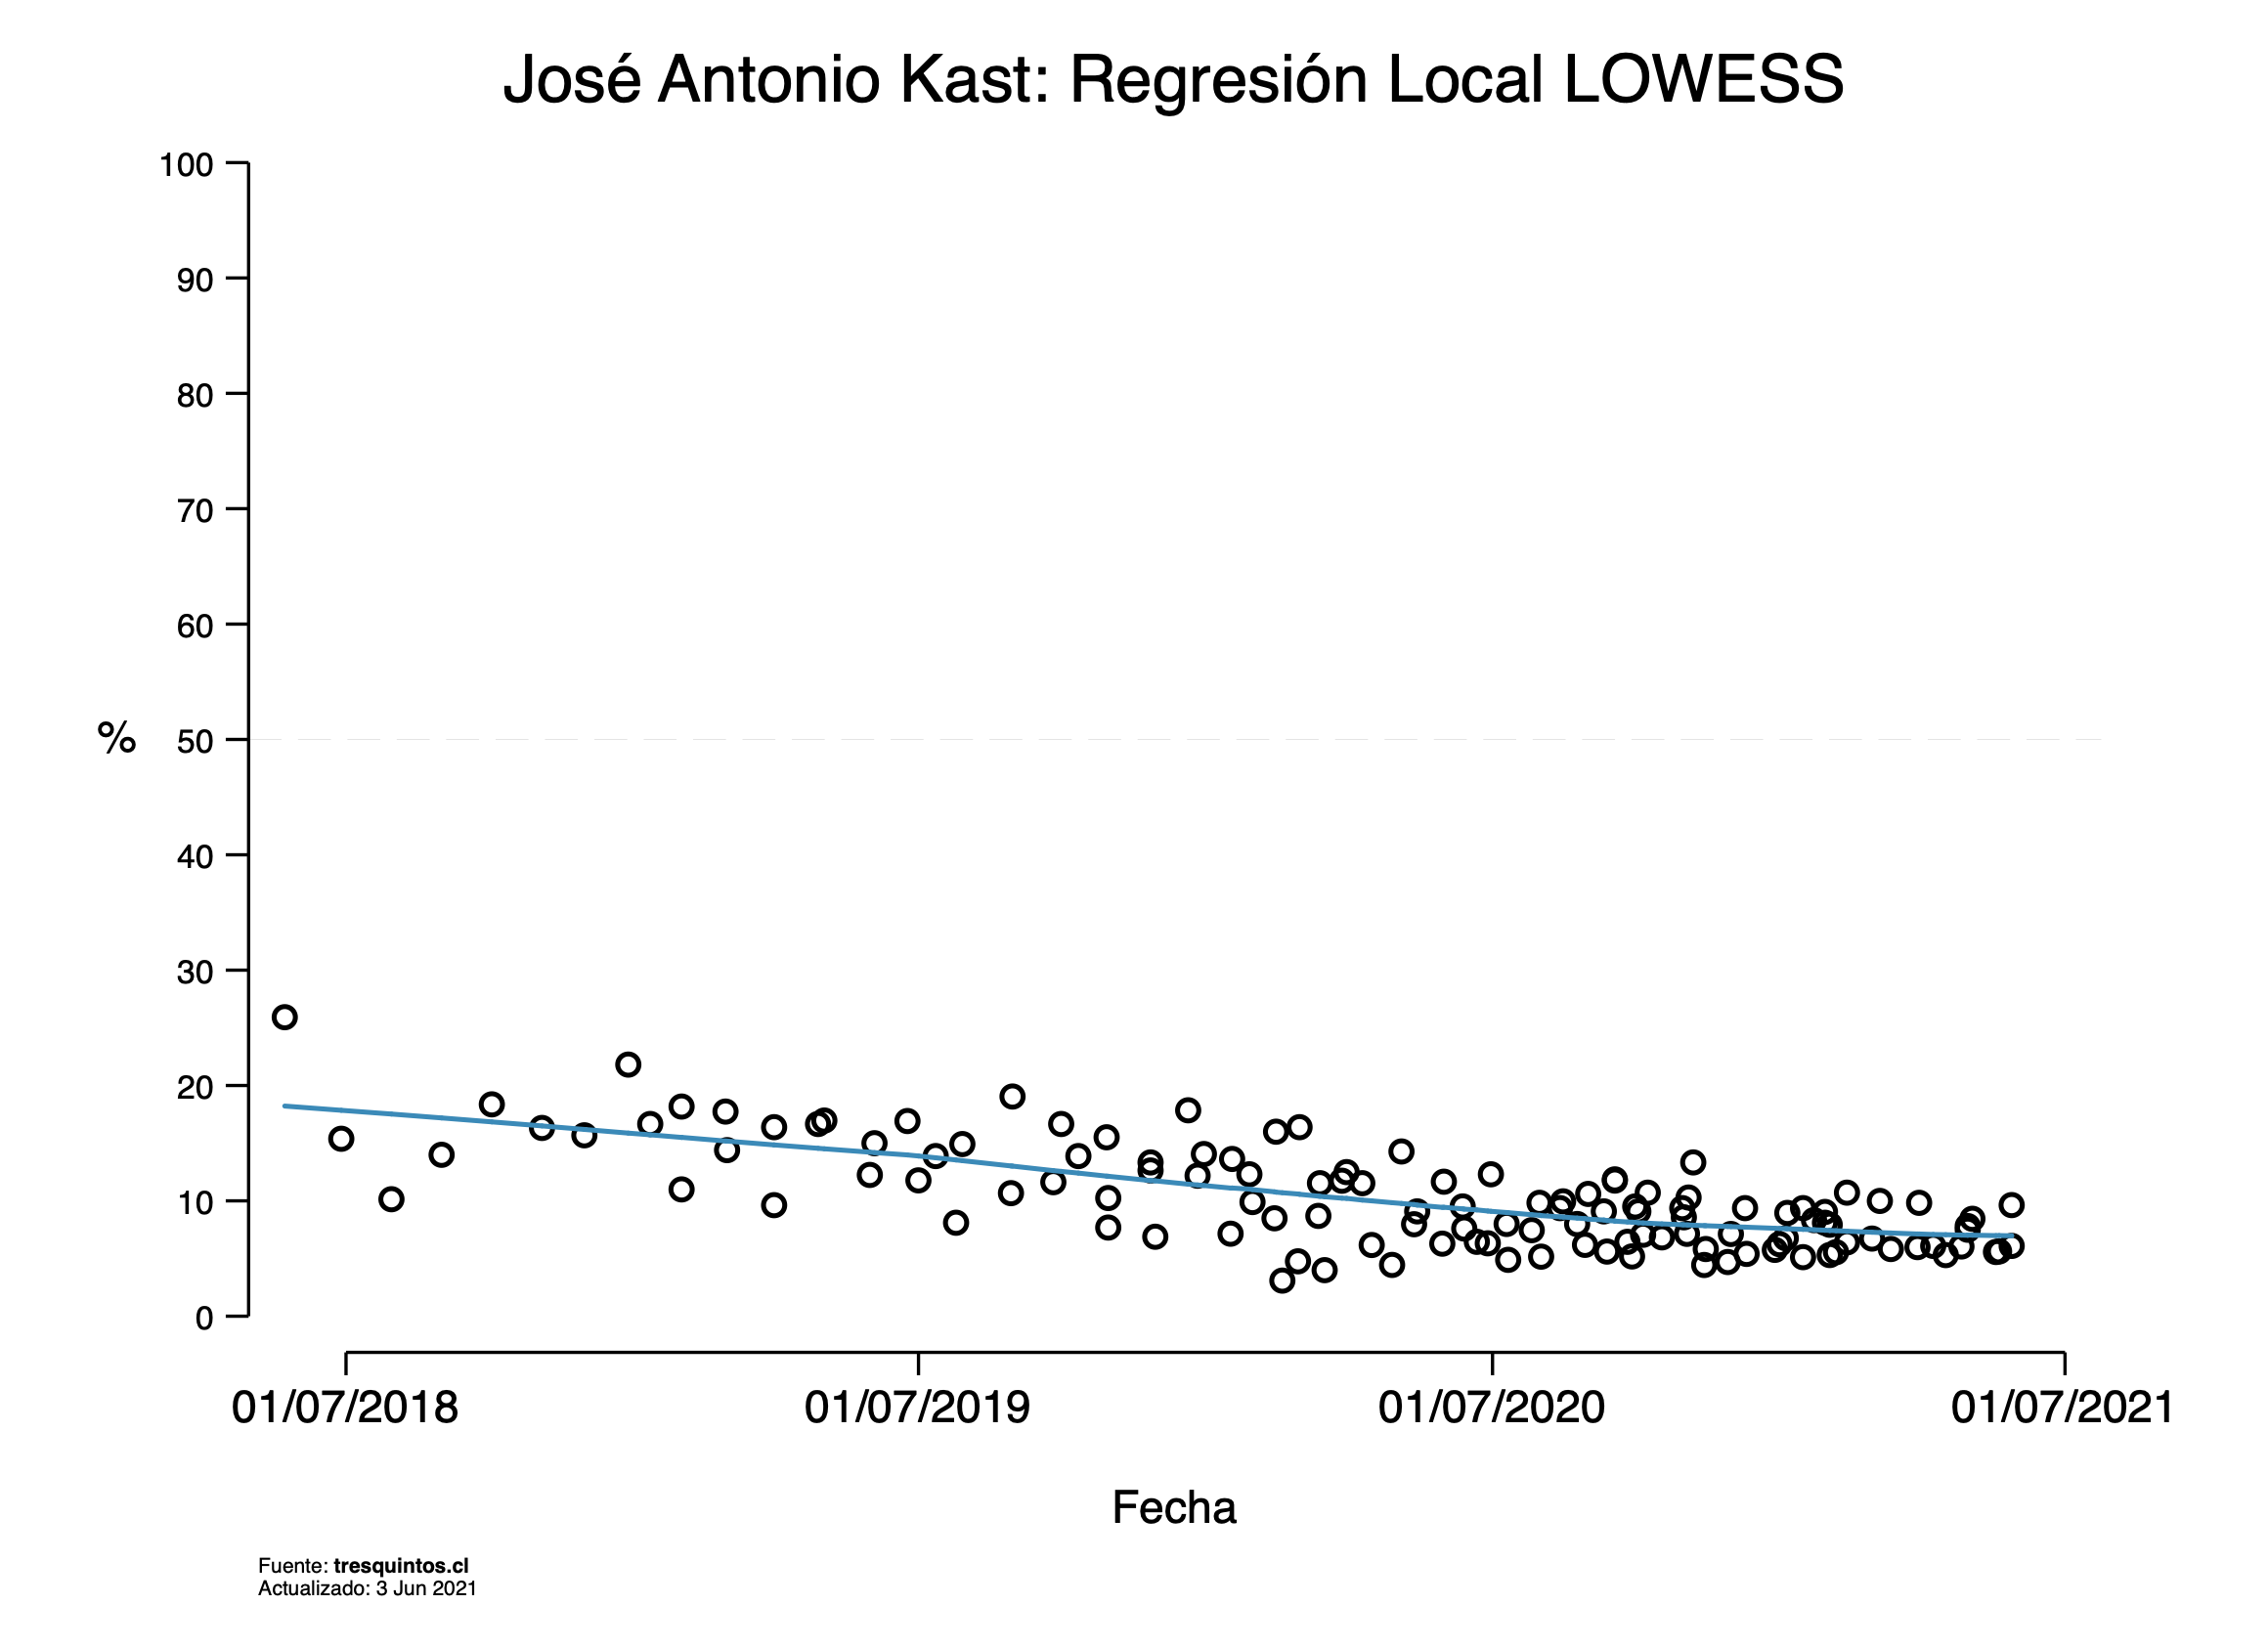 José Antonio Kast: Regresión Local LOWESS
100
90
80
70
60
50
40
30
20
10
0
%
01/07/2018 01/07/2019 01/07/2020 01/07/2021
Fecha
Fuente: tresquintos.cl
Actualizado: 3 Jun 2021